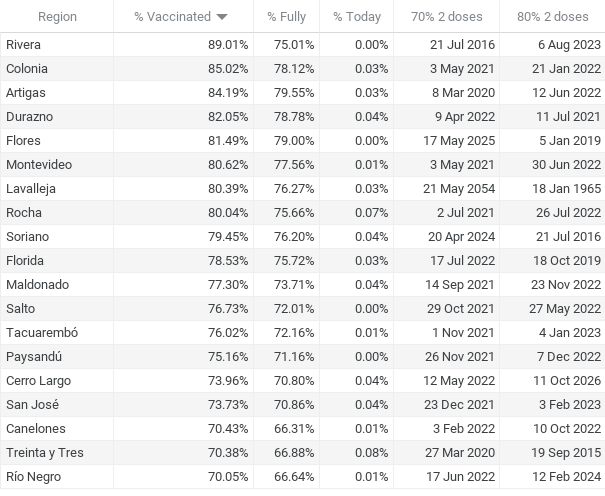 Region % Vaccinated % Fully % Today 70% 2 doses 80% 2 doses
Rivera 89.01% 75.01% 0.00% 21 Jul 2016 6 Aug 2023
Colonia 85.02% 78.12% 0.03% 3 May 2021 21 Jan 2022
Artigas 84.19% 79.55% 0.03% 8 Mar 2020 12 Jun 2022
Durazno 82.05% 78.78% 0.04% 9 Apr 2022 11 Jul 2021
Flores 81.49% 79.00% 0.00% 17 May 2025 5 Jan 2019
Montevideo 80.62% 77.56% 0.01% 3 May 2021 30 Jun 2022
Lavalleja 80.39% 76.27% 0.03% 21 May 2054 18 Jan 1965
Rocha 80.04% 75.66% 0.07% 2 Jul 2021 26 Jul 2022
Soriano 79.45% 76.20% 0.04% 20 Apr 2024 21 Jul 2016
Florida 78.53% 75.72% 0.03% 17 Jul 2022 18 Oct 2019
Maldonado 77.30% 73.71% 0.04% 14 Sep 2021 23 Nov 2022
Salto 76.73% 72.01% 0.00% 29 Oct 2021 27 May 2022
Tacuarembó 76.02% 72.16% 0.01% 1 Nov 2021 4 Jan 2023
Paysandú 75.16% 71.16% 0.00% 26 Nov 2021 7 Dec 2022
Cerro Largo 73.96% 70.80% 0.04% 12 May 2022 11 Oct 2026
San José 73.73% 70.86% 0.04% 23 Dec 2021 3 Feb 2023
Canelones 70.43% 66.31% 0.01% 3 Feb 2022 10 Oct 2022
Treinta y Tres 70.38% 66.88% 0.08% 27 Mar 2020 19 Sep 2015
Río Negro 70.05% 66.64% 0.01% 17 Jun 2022 12 Feb 2024